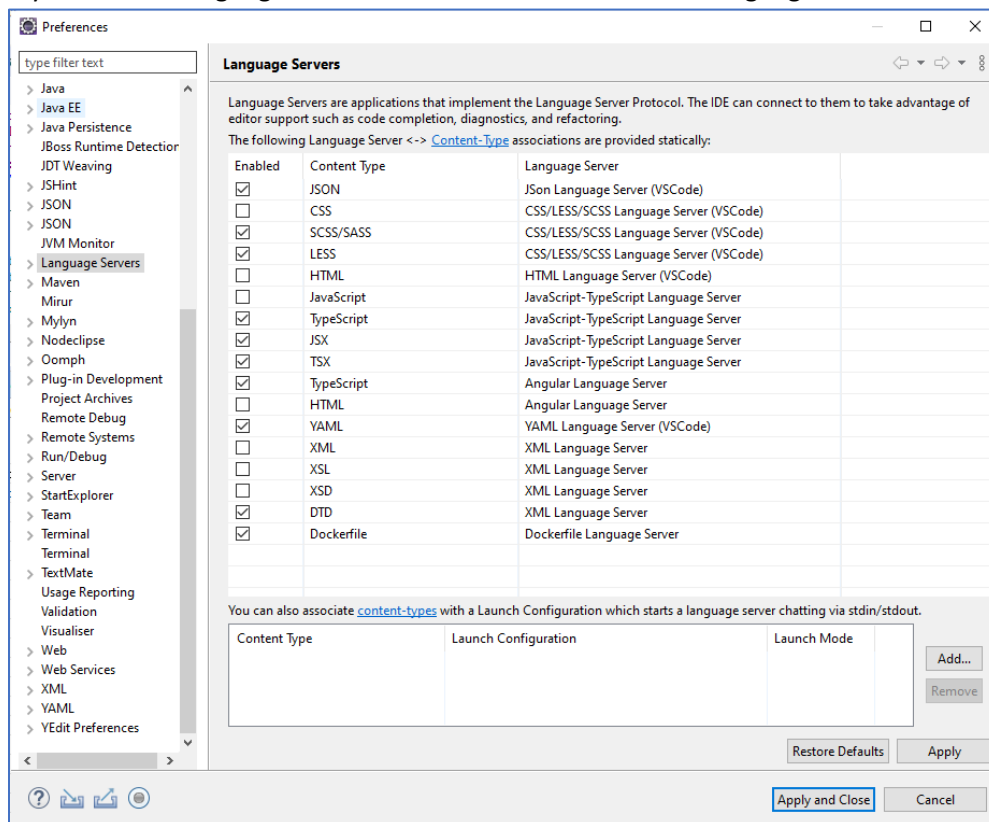 Preferences
type filter text
Language Servers
Java
Java EE
Java Persistence
JBoss Runtime Detection
JDT Weaving
JSHint
JSON
JSON
JVM Monitor
Language Servers
Maven
Mirur
Mylyn
Nodeclipse
Oomph
Plug-in Development
Project Archives
Remote Debug
Remote Systems
Run/Debug
Server
StartExplorer
Team
Terminal
Terminal
TextMate
Usage Reporting
Validation
Visualiser
Web
Web Services
XML
YAML
YEdit Preferences
Language Servers are applications that implement the Language Server Protocol. The IDE can connect to them to take advantage of
editor support such as code completion, diagnostics, and refactoring.
The following Language Server <-> Content-Type associations are provided statically:
Enabled Content Type Language Server
JSON JSon Language Server (VSCode)
CSS CSS/LESS/SCSS Language Server (VSCode)
SCSS/SASS CSS/LESS/SCSS Language Server (VSCode)
LESS CSS/LESS/SCSS Language Server (VSCode)
HTML HTML Language Server (VSCode)
JavaScript JavaScript-TypeScript Language Server
TypeScript JavaScript-TypeScript Language Server
JSX JavaScript-TypeScript Language Server
TSX JavaScript-TypeScript Language Server
TypeScript Angular Language Server
HTML Angular Language Server
YAML YAML Language Server (VSCode)
XML XML Language Server
XSL XML Language Server
XSD XML Language Server
DTD XML Language Server
Dockerfile Dockerfile Language Server
You can also associate content-types with a Launch Configuration which starts a language server chatting via stdin/stdout.
Content Type Launch Configuration Launch Mode
Add...
Remove
Restore Defaults Apply
Apply and Close Cancel